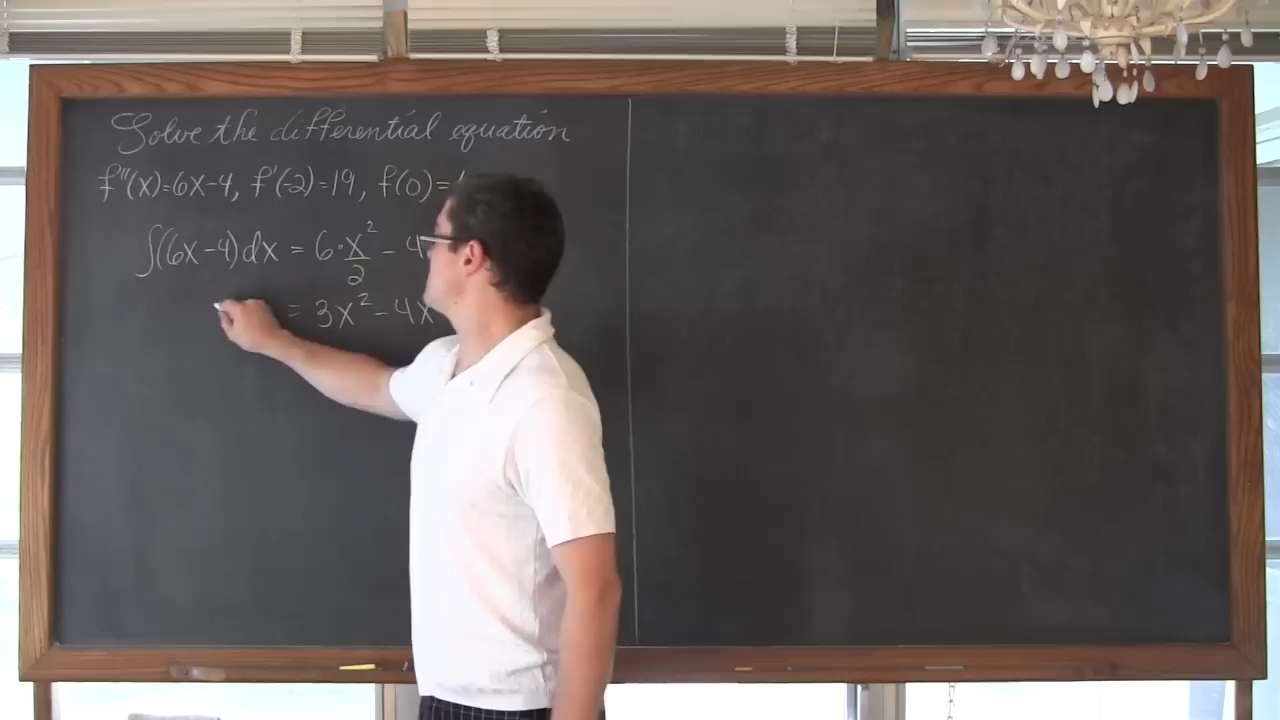 Solve the differential equation
f''(x)=6x-4, f'(-2)=19, f(0)=
∫(6x-4)dx = 6·x²/2 - 4
= 3x² - 4x